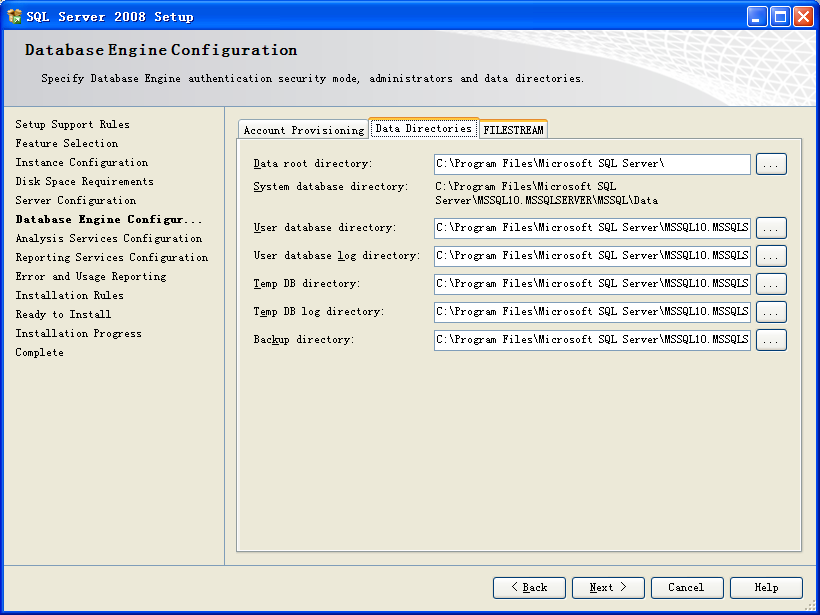 SQL Server 2008 Setup
Database Engine Configuration
Specify Database Engine authentication security mode, administrators and data directories.
Setup Support Rules
Feature Selection
Instance Configuration
Disk Space Requirements
Server Configuration
Database Engine Configur...
Analysis Services Configuration
Reporting Services Configuration
Error and Usage Reporting
Installation Rules
Ready to Install
Installation Progress
Complete
Account Provisioning Data Directories FILESTREAM
Data root directory: C:\Program Files\Microsoft SQL Server\ ...
System database directory: C:\Program Files\Microsoft SQL
Server\MSSQL10.MSSQLSERVER\MSSQL\Data
User database directory: C:\Program Files\Microsoft SQL Server\MSSQL10.MSSQLS ...
User database log directory: C:\Program Files\Microsoft SQL Server\MSSQL10.MSSQLS ...
Temp DB directory: C:\Program Files\Microsoft SQL Server\MSSQL10.MSSQLS ...
Temp DB log directory: C:\Program Files\Microsoft SQL Server\MSSQL10.MSSQLS ...
Backup directory: C:\Program Files\Microsoft SQL Server\MSSQL10.MSSQLS ...
< Back Next > Cancel Help